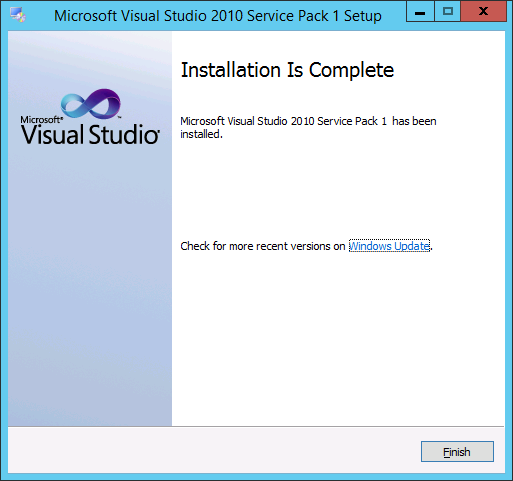 Microsoft Visual Studio 2010 Service Pack 1 Setup
Installation Is Complete
Microsoft®
Visual Studio®
Microsoft Visual Studio 2010 Service Pack 1 has been
installed.
Check for more recent versions on Windows Update.
Finish